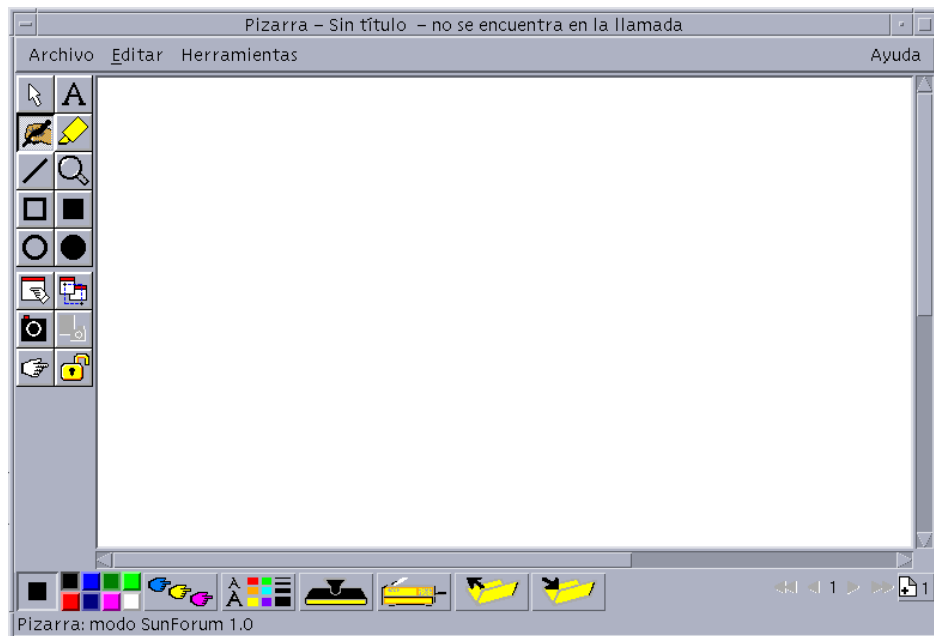 Pizarra – Sin título – no se encuentra en la llamada
Archivo Editar Herramientas Ayuda
A
À
A
1 1
Pizarra: modo SunForum 1.0